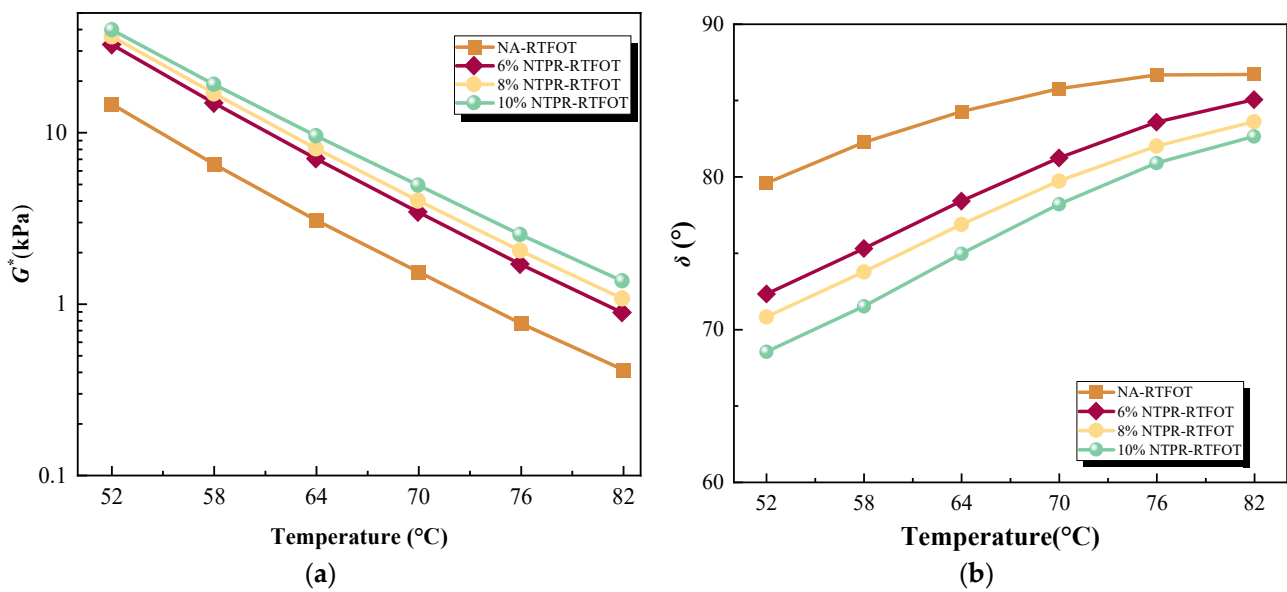 G*(kPa)
10
1
0.1
NA-RTFOT
6% NTPR-RTFOT
8% NTPR-RTFOT
10% NTPR-RTFOT
52 58 64 70 76 82
Temperature (°C)
(a)
δ (°)
90
80
70
60
NA-RTFOT
6% NTPR-RTFOT
8% NTPR-RTFOT
10% NTPR-RTFOT
52 58 64 70 76 82
Temperature(°C)
(b)